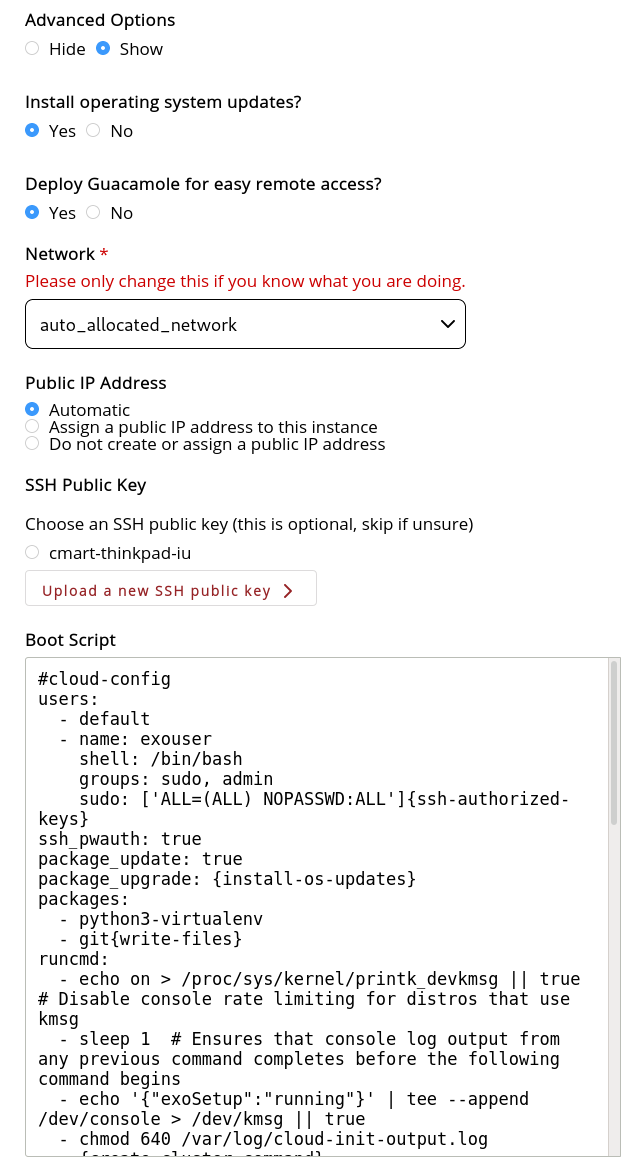 Advanced Options
Hide Show
Install operating system updates?
Yes No
Deploy Guacamole for easy remote access?
Yes No
Network *
Please only change this if you know what you are doing.
auto_allocated_network
Public IP Address
Automatic
Assign a public IP address to this instance
Do not create or assign a public IP address
SSH Public Key
Choose an SSH public key (this is optional, skip if unsure)
cmart-thinkpad-iu
Upload a new SSH public key
Boot Script
#cloud-config
users:
  - default
  - name: exouser
    shell: /bin/bash
    groups: sudo, admin
    sudo: ['ALL=(ALL) NOPASSWD:ALL']{ssh-authorized-
keys}
ssh_pwauth: true
package_update: true
package_upgrade: {install-os-updates}
packages:
  - python3-virtualenv
  - git{write-files}
runcmd:
  - echo on > /proc/sys/kernel/printk_devkmsg || true
# Disable console rate limiting for distros that use
kmsg
  - sleep 1  # Ensures that console log output from
any previous command completes before the following
command begins
  - echo '{"exoSetup":"running"}' | tee --append
/dev/console > /dev/kmsg || true
  - chmod 640 /var/log/cloud-init-output.log
  - {create-cluster-command}